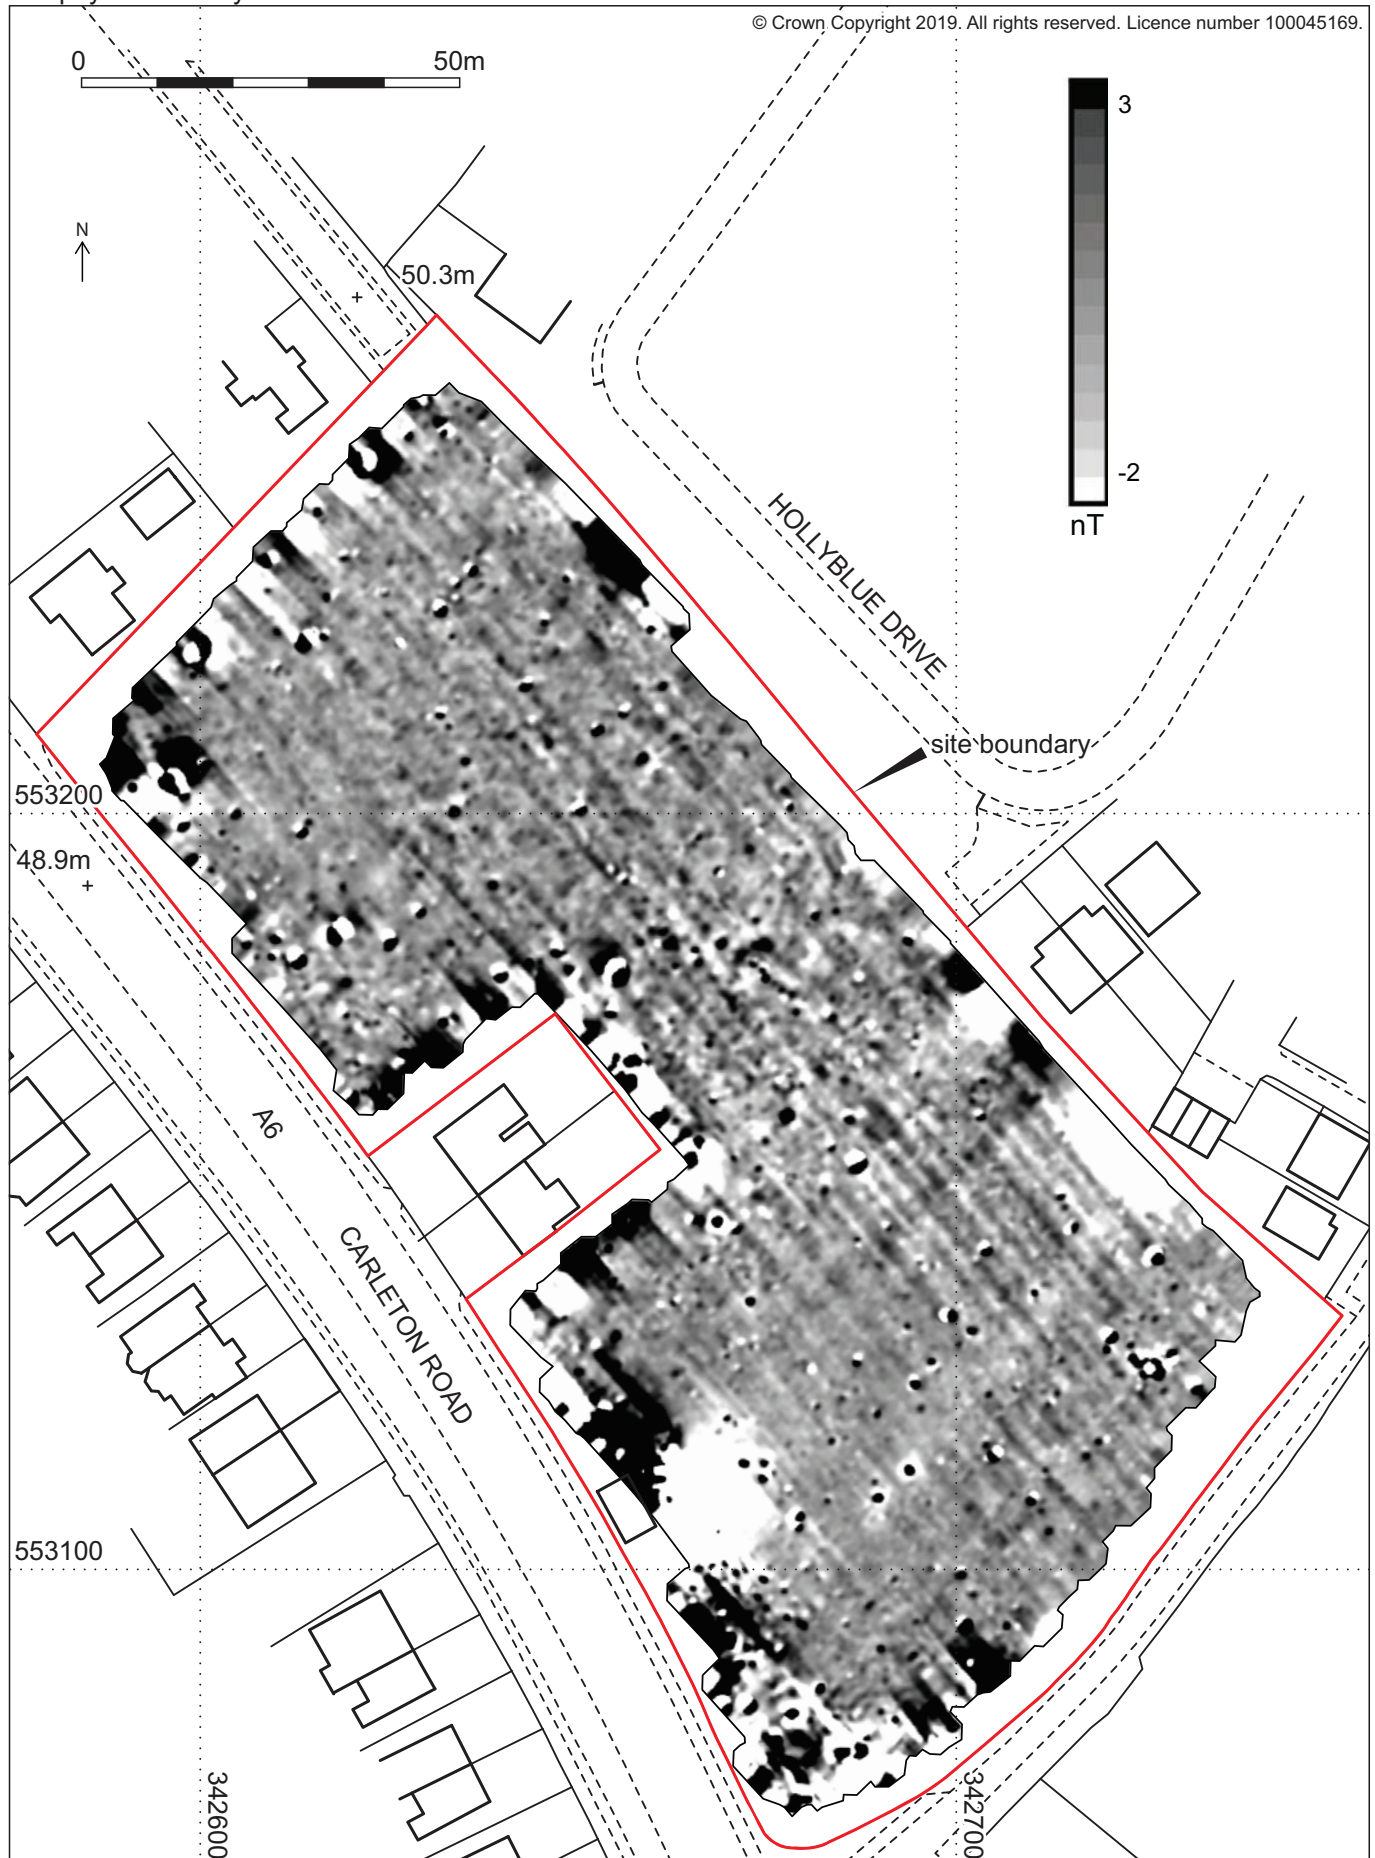 © Crown Copyright 2019. All rights reserved. Licence number 100045169.
0 50m
3
N
50.3m
-2
nT
HOLLYBLUE DRIVE
site boundary
553200
48.9m
A6
CARLETON ROAD
553100
342600
342700